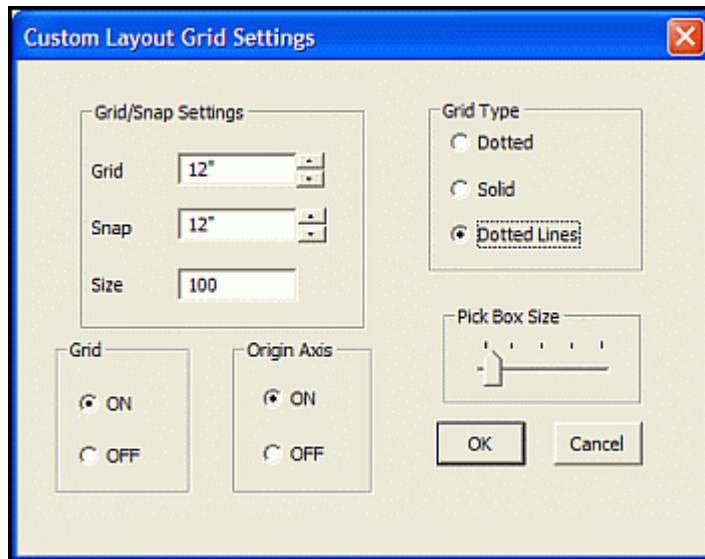 Custom Layout Grid Settings
Grid/Snap Settings
Grid 12"
Snap 12"
Size 100
Grid Type
Dotted
Solid
Dotted Lines
Pick Box Size
Grid
ON
OFF
Origin Axis
ON
OFF
OK Cancel